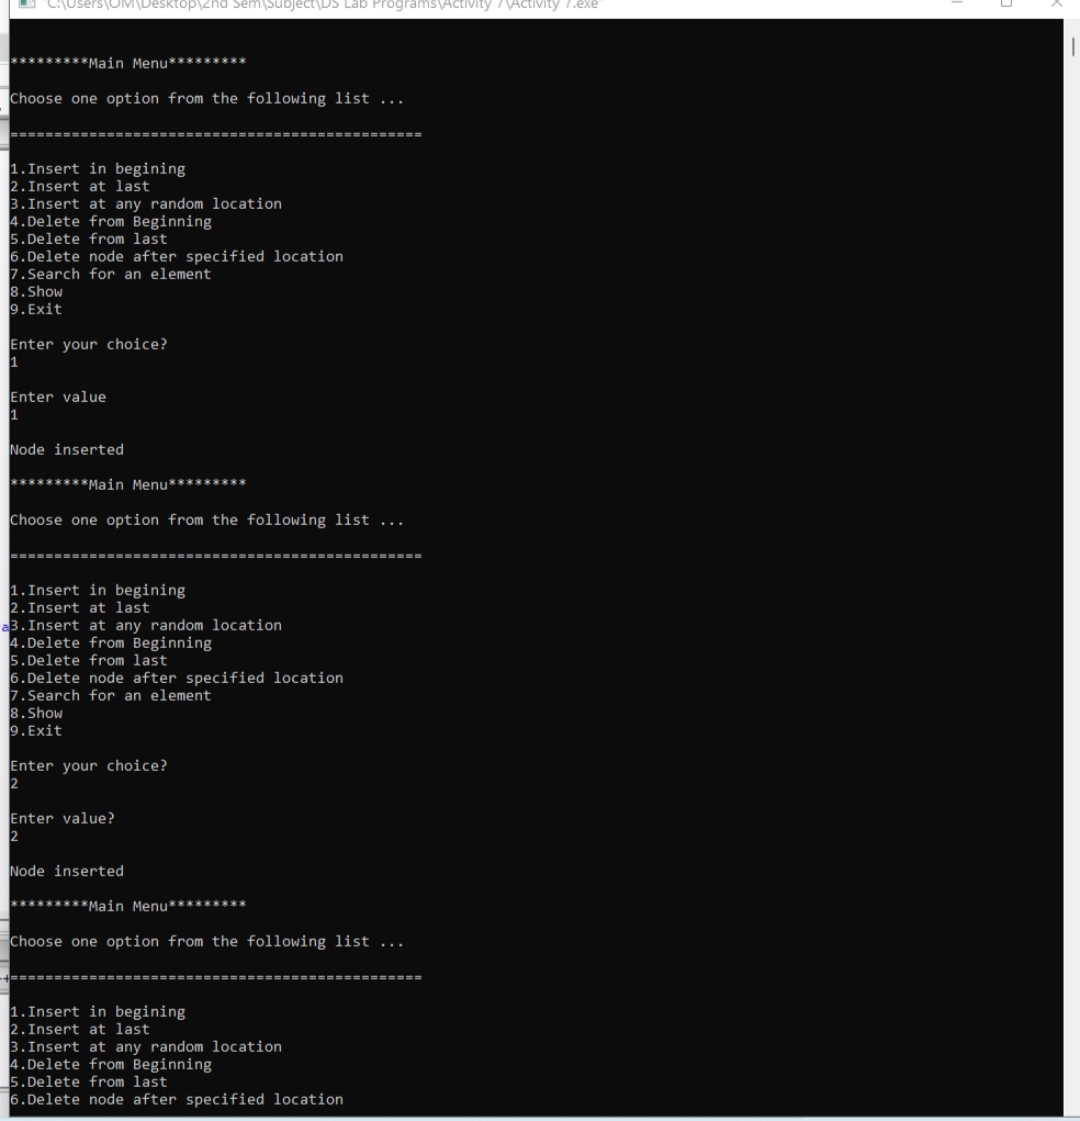 "C:\Users\OM\Desktop\2nd Sem\Subject\DS Lab Programs\Activity 7\Activity 7.exe"
*********Main Menu*********
Choose one option from the following list ...
===============================================
1.Insert in begining
2.Insert at last
3.Insert at any random location
4.Delete from Beginning
5.Delete from last
6.Delete node after specified location
7.Search for an element
8.Show
9.Exit
Enter your choice?
1
Enter value
1
Node inserted
*********Main Menu*********
Choose one option from the following list ...
===============================================
1.Insert in begining
2.Insert at last
3.Insert at any random location
4.Delete from Beginning
5.Delete from last
6.Delete node after specified location
7.Search for an element
8.Show
9.Exit
Enter your choice?
2
Enter value?
2
Node inserted
*********Main Menu*********
Choose one option from the following list ...
===============================================
1.Insert in begining
2.Insert at last
3.Insert at any random location
4.Delete from Beginning
5.Delete from last
6.Delete node after specified location